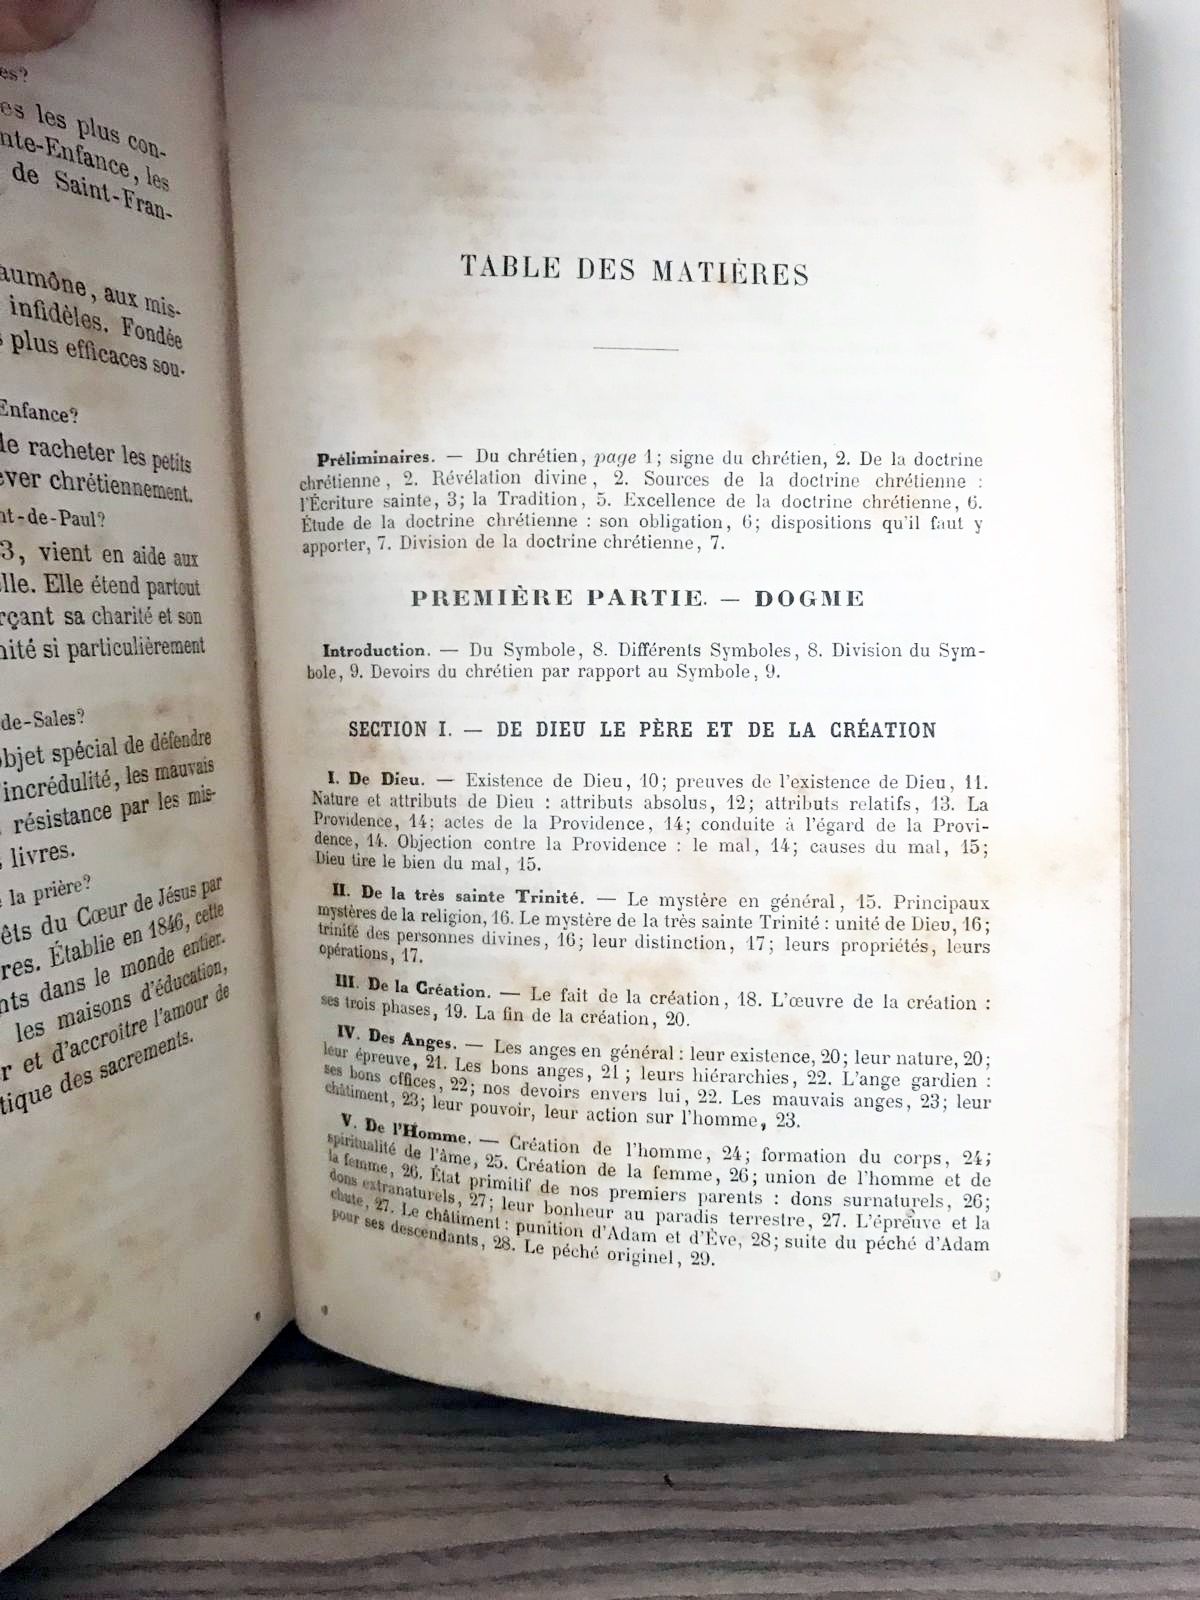 es?
es les plus con-
nte-Enfance, les
de Saint-Fran-
aumône, aux mis-
infidèles. Fondée
plus efficaces sou-
Enfance?
de racheter les petits
ever chrétiennement.
nt-de-Paul?
3, vient en aide aux
elle. Elle étend partout
rçant sa charité et son
nité si particulièrement
de-Sales?
objet spécial de défendre
l'incrédulité, les mauvais
résistance par les mis-
livres.
la prière?
êts du Cœur de Jésus par
res. Établie en 1846, cette
nts dans le monde entier.
les maisons d'éducation,
r et d'accroître l'amour de
tique des sacrements.
TABLE DES MATIÈRES
Préliminaires. — Du chrétien, page 1; signe du chrétien, 2. De la doctrine
chrétienne, 2. Révélation divine, 2. Sources de la doctrine chrétienne :
l'Écriture sainte, 3; la Tradition, 5. Excellence de la doctrine chrétienne, 6.
Étude de la doctrine chrétienne : son obligation, 6; dispositions qu'il faut y
apporter, 7. Division de la doctrine chrétienne, 7.
PREMIÈRE PARTIE. — DOGME
Introduction. — Du Symbole, 8. Différents Symboles, 8. Division du Sym-
bole, 9. Devoirs du chrétien par rapport au Symbole, 9.
SECTION I. — DE DIEU LE PÈRE ET DE LA CRÉATION
I. De Dieu. — Existence de Dieu, 10; preuves de l'existence de Dieu, 11.
Nature et attributs de Dieu : attributs absolus, 12; attributs relatifs, 13. La
Providence, 14; actes de la Providence, 14; conduite à l'égard de la Provi-
dence, 14. Objection contre la Providence : le mal, 14; causes du mal, 15;
Dieu tire le bien du mal, 15.
II. De la très sainte Trinité. — Le mystère en général, 15. Principaux
mystères de la religion, 16. Le mystère de la très sainte Trinité : unité de Dieu, 16;
trinité des personnes divines, 16; leur distinction, 17; leurs propriétés, leurs
opérations, 17.
III. De la Création. — Le fait de la création, 18. L'œuvre de la création :
ses trois phases, 19. La fin de la création, 20.
IV. Des Anges. — Les anges en général : leur existence, 20; leur nature, 20;
leur épreuve, 21. Les bons anges, 21; leurs hiérarchies, 22. L'ange gardien :
ses bons offices, 22; nos devoirs envers lui, 22. Les mauvais anges, 23; leur
châtiment, 23; leur pouvoir, leur action sur l'homme, 23.
V. De l'Homme. — Création de l'homme, 24; formation du corps, 24;
spiritualité de l'âme, 25. Création de la femme, 26; union de l'homme et de
la femme, 26. État primitif de nos premiers parents : dons surnaturels, 26;
dons extranaturels, 27; leur bonheur au paradis terrestre, 27. L'épreuve et la
chute, 27. Le châtiment : punition d'Adam et d'Ève, 28; suite du péché d'Adam
pour ses descendants, 28. Le péché originel, 29.